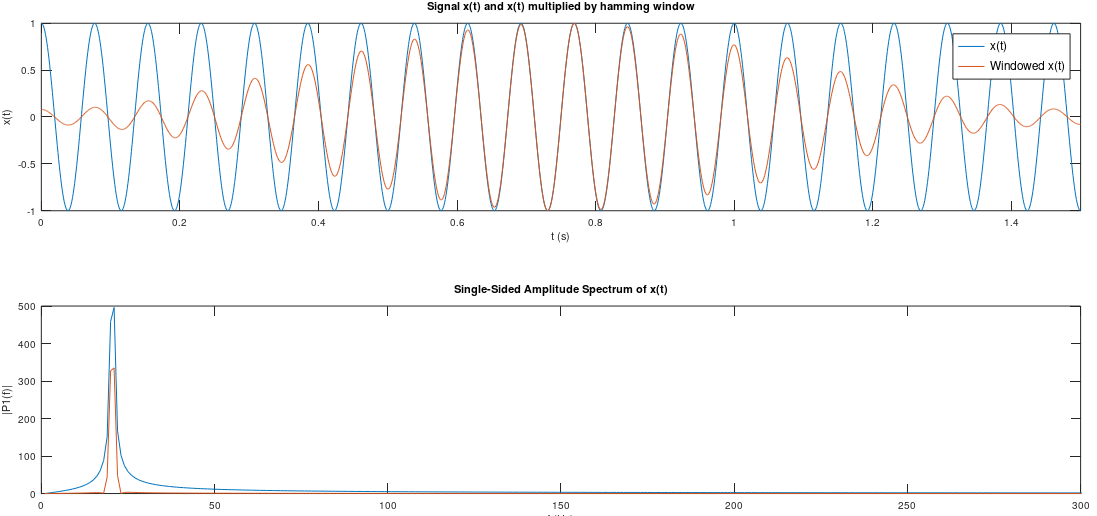 Signal x(t) and x(t) multiplied by hamming window
1
0.5
0
-0.5
-1
x(t)
x(t)
Windowed x(t)
0 0.2 0.4 0.6 0.8 1 1.2 1.4
t (s)
Single-Sided Amplitude Spectrum of x(t)
500
400
300
200
100
0
|P1(f)|
0 50 100 150 200 250 300